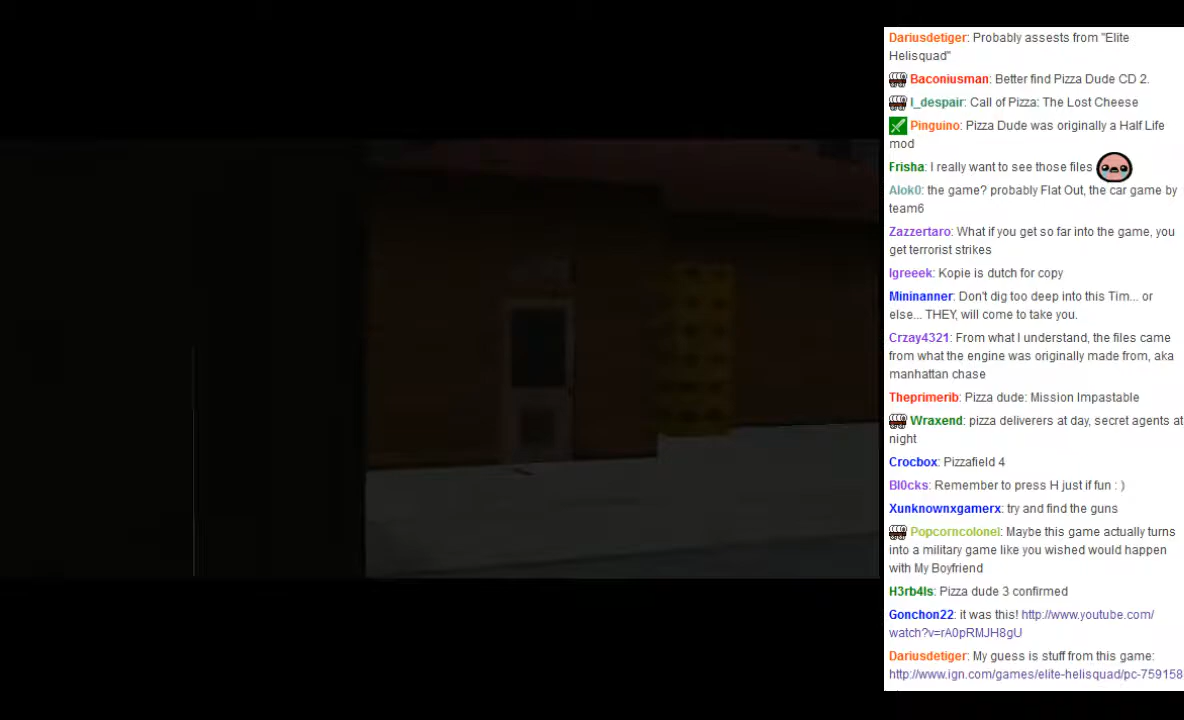 Dariusdetiger: Probably assests from "Elite
Helisquad"
Baconiusman: Better find Pizza Dude CD 2.
I_despair: Call of Pizza: The Lost Cheese
Pinguino: Pizza Dude was originally a Half Life
mod
Frisha: I really want to see those files
Alok0: the game? probably Flat Out, the car game by
team6
Zazzertaro: What if you get so far into the game, you
get terrorist strikes
Igreeek: Kopie is dutch for copy
Mininanner: Don't dig too deep into this Tim... or
else... THEY, will come to take you.
Crzay4321: From what I understand, the files came
from what the engine was originally made from, aka
manhattan chase
Theprimerib: Pizza dude: Mission Impastable
Wraxend: pizza deliverers at day, secret agents at
night
Crocbox: Pizzafield 4
Bl0cks: Remember to press H just if fun : )
Xunknownxgamerx: try and find the guns
Popcorncolonel: Maybe this game actually turns
into a military game like you wished would happen
with My Boyfriend
H3rb4ls: Pizza dude 3 confirmed
Gonchon22: it was this! http://www.youtube.com/
watch?v=rA0pRMJH8gU
Dariusdetiger: My guess is stuff from this game:
http://www.ign.com/games/elite-helisquad/pc-759158